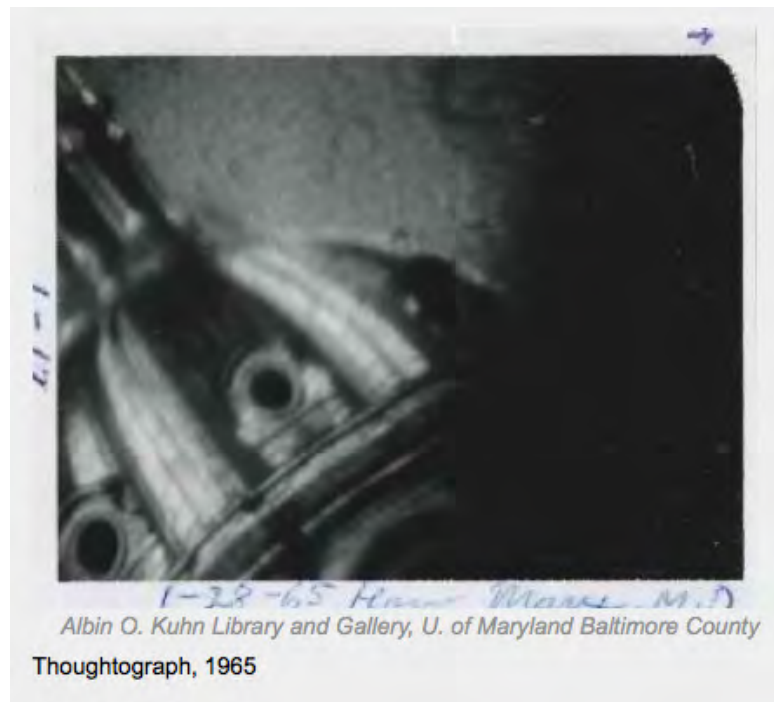 1-28-65 M.D
Albin O. Kuhn Library and Gallery, U. of Maryland Baltimore County
Thoughtograph, 1965